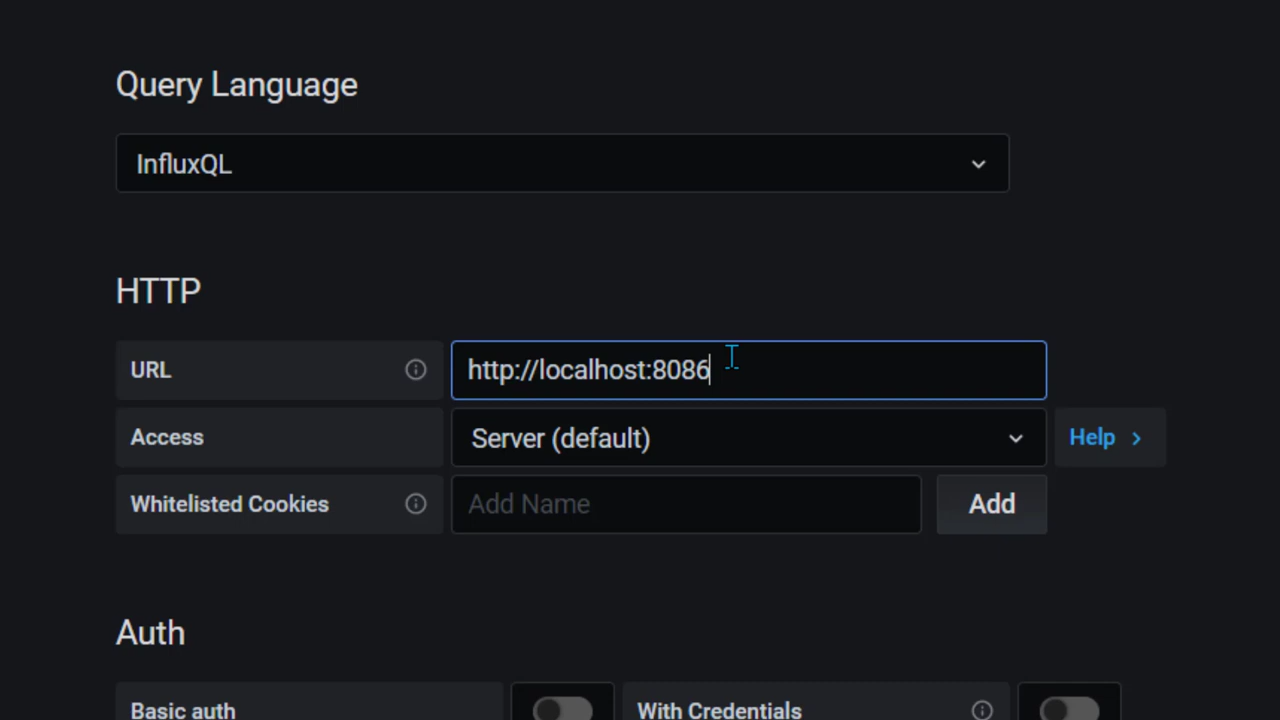 Query Language
InfluxQL
HTTP
URL
http://localhost:8086
Access
Server (default)
Help
Whitelisted Cookies
Add Name
Add
Auth
Basic auth
With Credentials